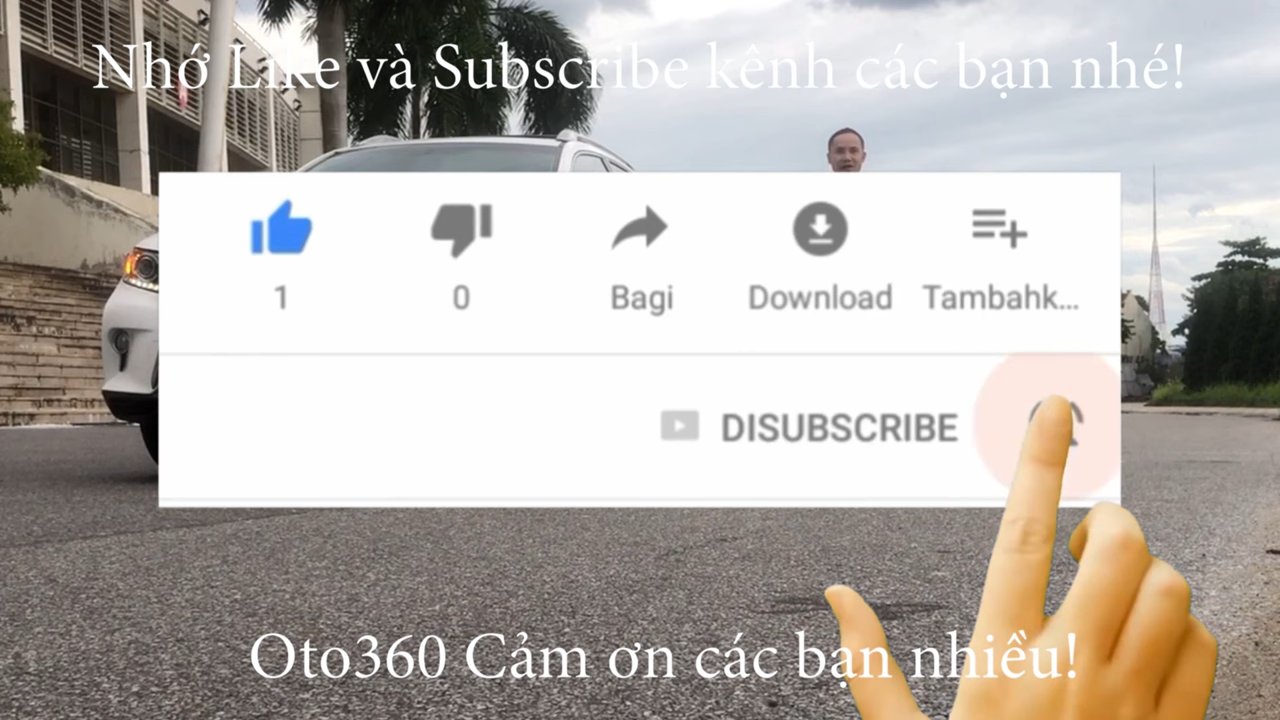 Nhớ Like và Subscribe kênh các bạn nhé!
1
0
Bagi
Download
Tambahk...
DISUBSCRIBE
Oto360 Cảm ơn các bạn nhiều!